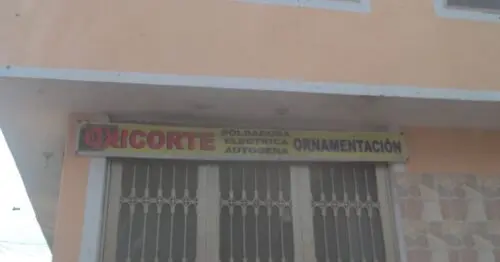 OXICORTE
SOLDADURA
ELECTRICA
AUTOGENA
ORNAMENTACIÓN